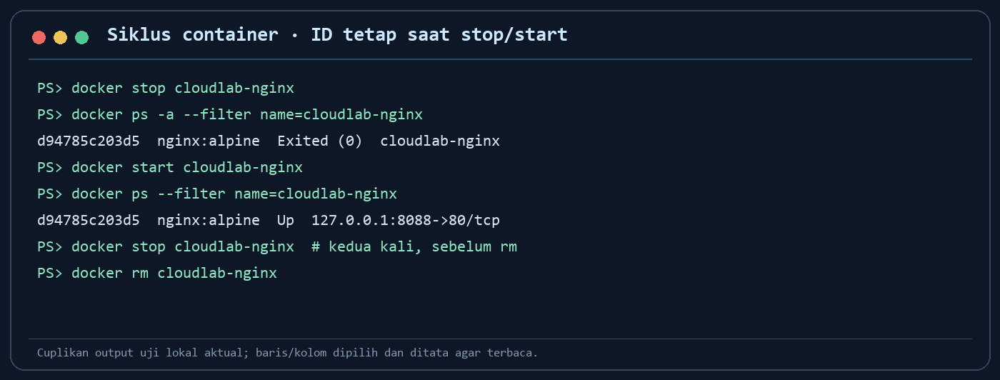 Siklus container · ID tetap saat stop/start
PS> docker stop cloudlab-nginx
PS> docker ps -a --filter name=cloudlab-nginx
d94785c203d5  nginx:alpine  Exited (0)  cloudlab-nginx
PS> docker start cloudlab-nginx
PS> docker ps --filter name=cloudlab-nginx
d94785c203d5  nginx:alpine  Up  127.0.0.1:8088->80/tcp
PS> docker stop cloudlab-nginx  # kedua kali, sebelum rm
PS> docker rm cloudlab-nginx
Cuplikan output uji lokal aktual; baris/kolom dipilih dan ditata agar terbaca.